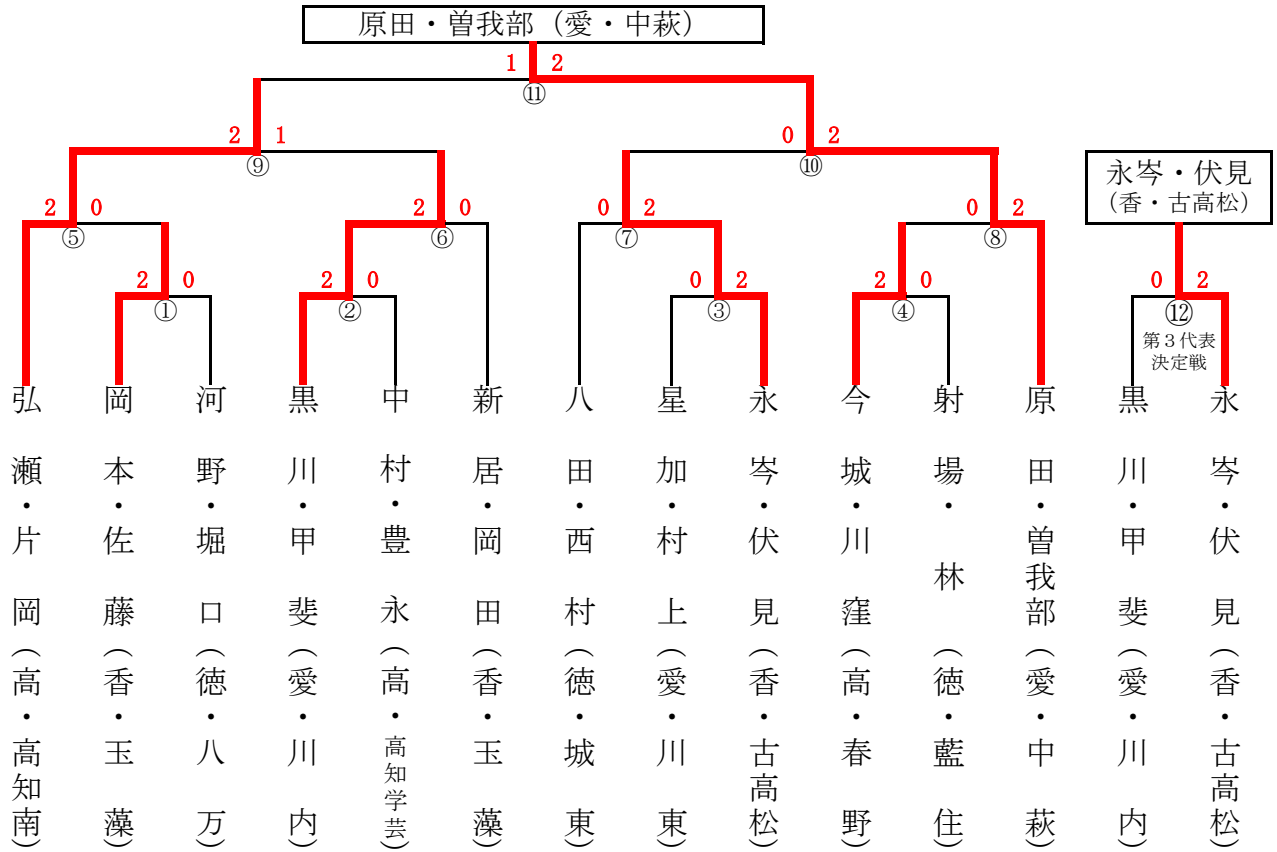 原田・曽我部（愛・中萩）
1 2
⑪
2 1
0 2
⑨
⑩
永岑・伏見
（香・古高松）
2 0
2 0
0 2
0 2
⑤
⑥
⑦
⑧
2 0
2 0
0 2
2 0
0 2
①
②
③
④
⑫
第３代表
決定戦
弘瀬・片岡（高・高知南）
岡本・佐藤（香・玉藻）
河野・堀口（徳・八万）
黒川・甲斐（愛・川内）
中村・豊永（高・高知学芸）
新居・岡田（香・玉藻）
八田・西村（徳・城東）
星加・村上（愛・川東）
永岑・伏見（香・古高松）
今城・川窪（高・春野）
射場・林（徳・藍住）
原田・曽我部（愛・中萩）
黒川・甲斐（愛・川内）
永岑・伏見（香・古高松）